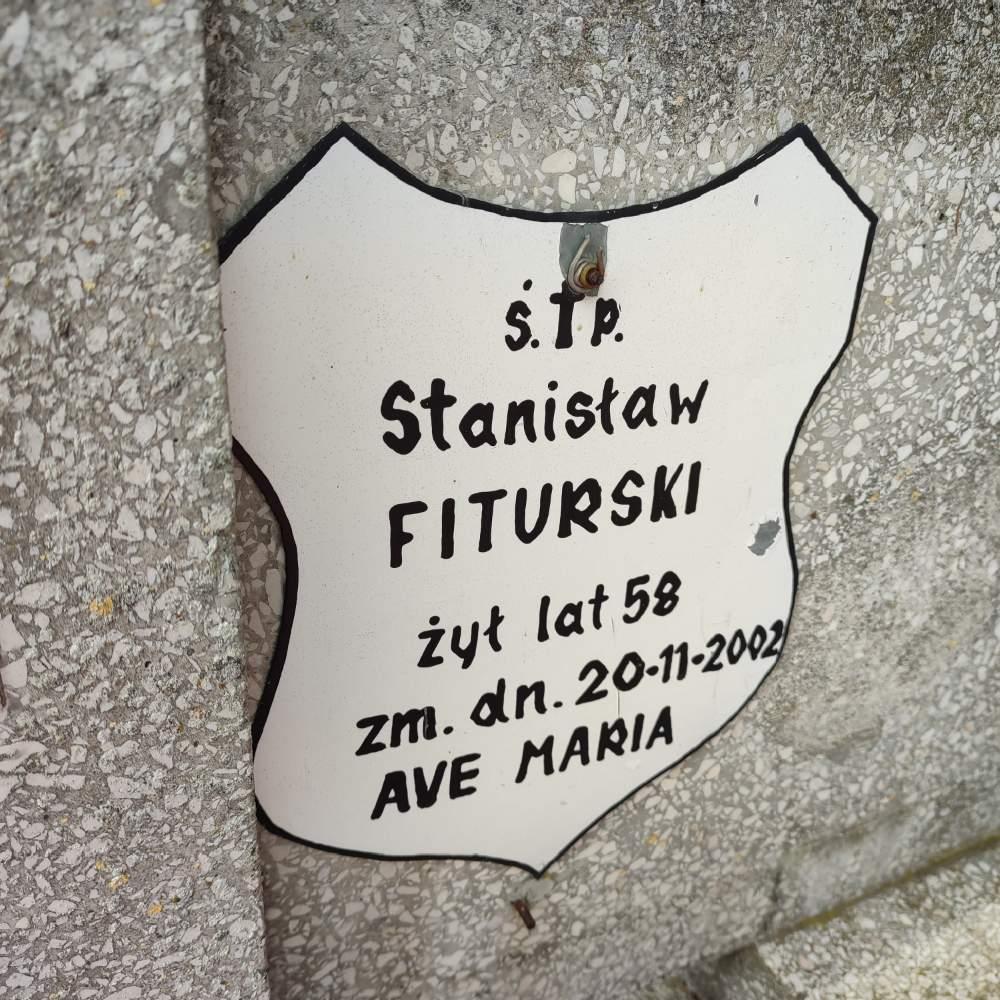 Ś.†P.
Stanisław
FITURSKI
żył lat 58
zm. dn. 20-11-2002
AVE MARIA